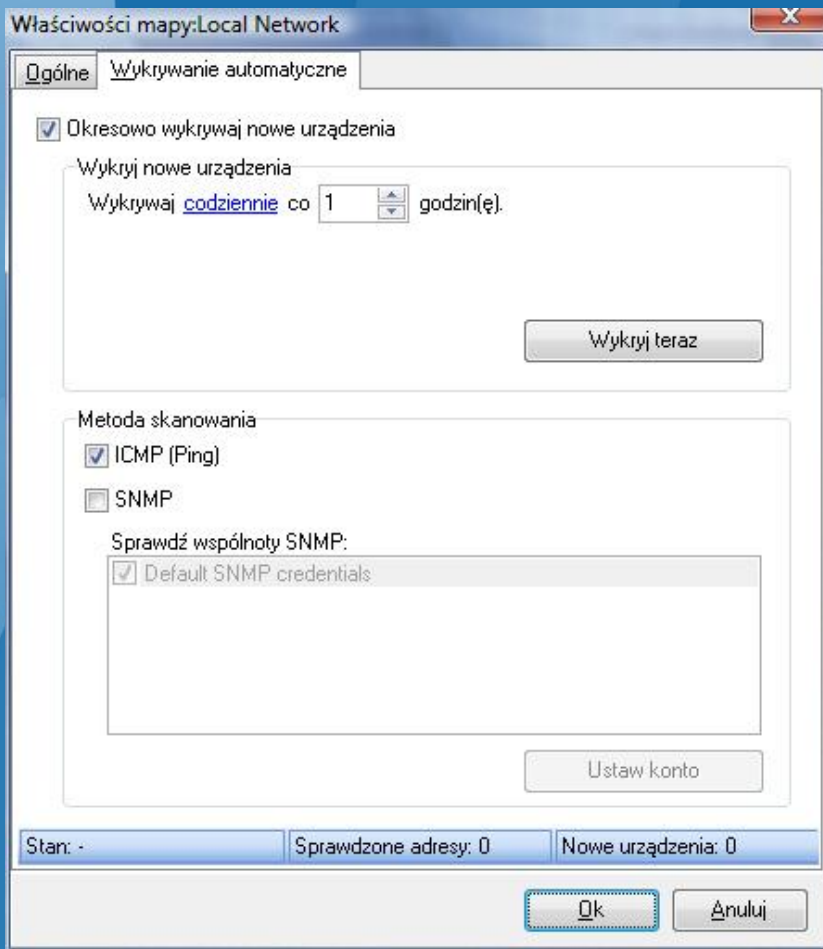 Właściwości mapy:Local Network
Ogólne Wykrywanie automatyczne
Okresowo wykrywaj nowe urządzenia
Wykryj nowe urządzenia
Wykrywaj codziennie co 1 godzin(ę).
Wykryj teraz
Metoda skanowania
ICMP (Ping)
SNMP
Sprawdź wspólnoty SNMP:
Default SNMP credentials
Ustaw konto
Stan: - Sprawdzone adresy: 0 Nowe urządzenia: 0
Ok Anuluj